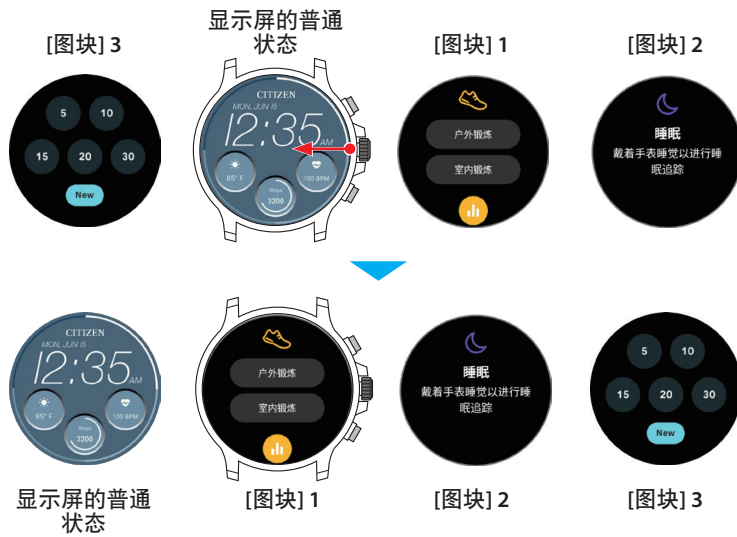 [图块] 3
显示屏的普通
状态
[图块] 1
[图块] 2
5
10
15
20
30
New
CITIZEN
MON, JUN 15
12:35 AM
85° F
100 BPM
Steps
3200
户外锻炼
室内锻炼
睡眠
戴着手表睡觉以进行睡
眠追踪
CITIZEN
MON, JUN 15
12:35 AM
85° F
100 BPM
Steps
3200
户外锻炼
室内锻炼
睡眠
戴着手表睡觉以进行睡
眠追踪
5
10
15
20
30
New
显示屏的普通
状态
[图块] 1
[图块] 2
[图块] 3